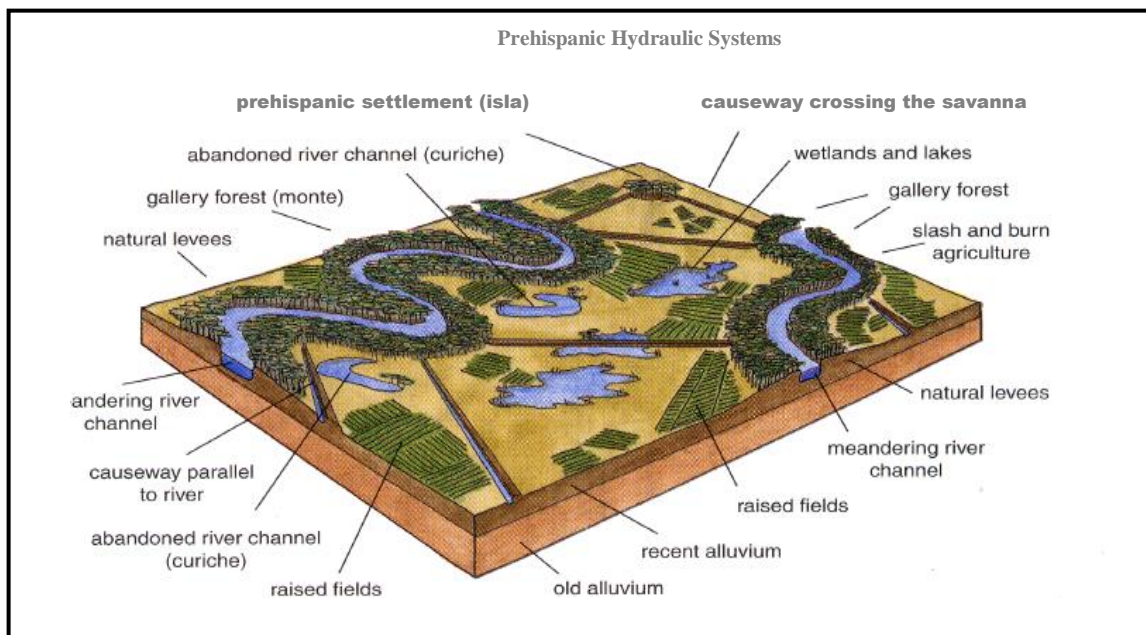 Prehispanic Hydraulic Systems
prehispanic settlement (isla)
causeway crossing the savanna
abandoned river channel (curiche)
wetlands and lakes
gallery forest (monte)
gallery forest
natural levees
slash and burn
agriculture
andering river
channel
natural levees
causeway parallel
to river
meandering river
channel
abandoned river channel
(curiche)
raised fields
recent alluvium
raised fields
old alluvium